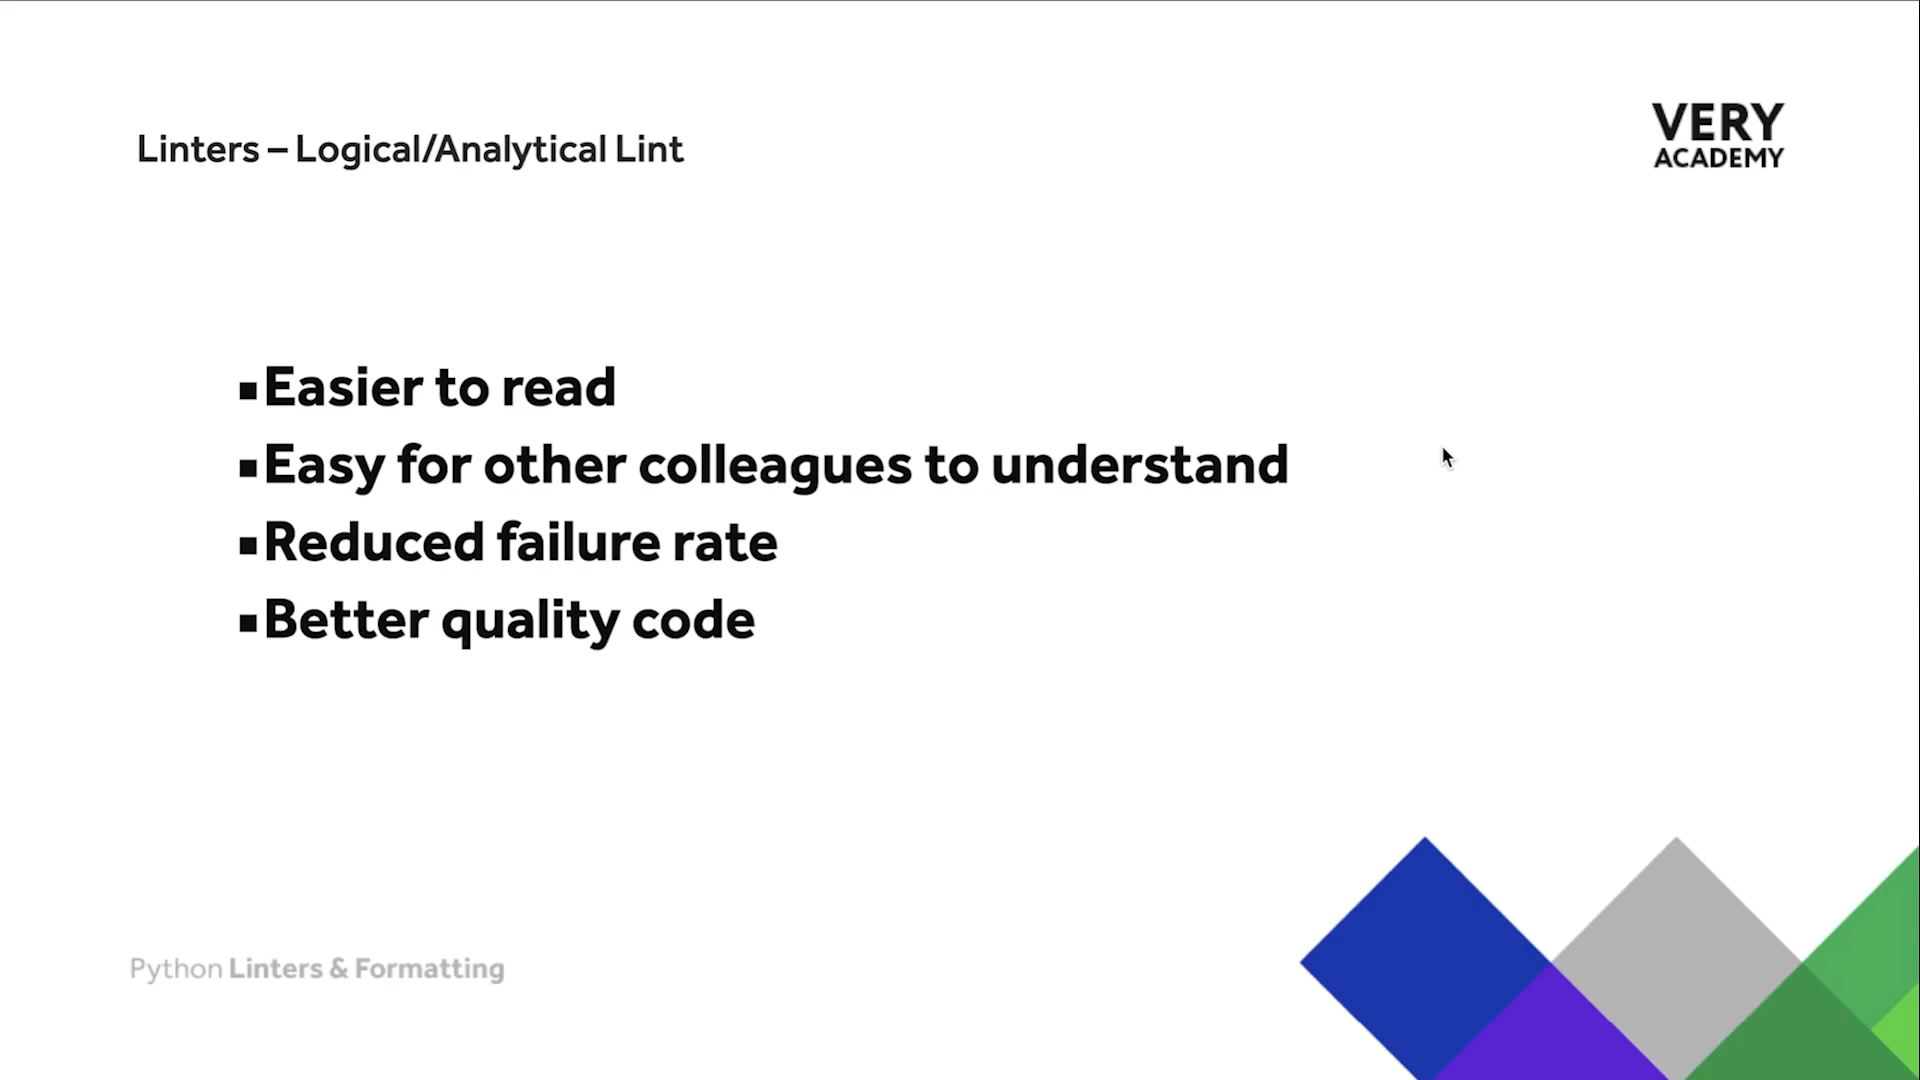 Linters – Logical/Analytical Lint
VERY
ACADEMY
▪Easier to read
▪Easy for other colleagues to understand
▪Reduced failure rate
▪Better quality code
Python Linters & Formatting